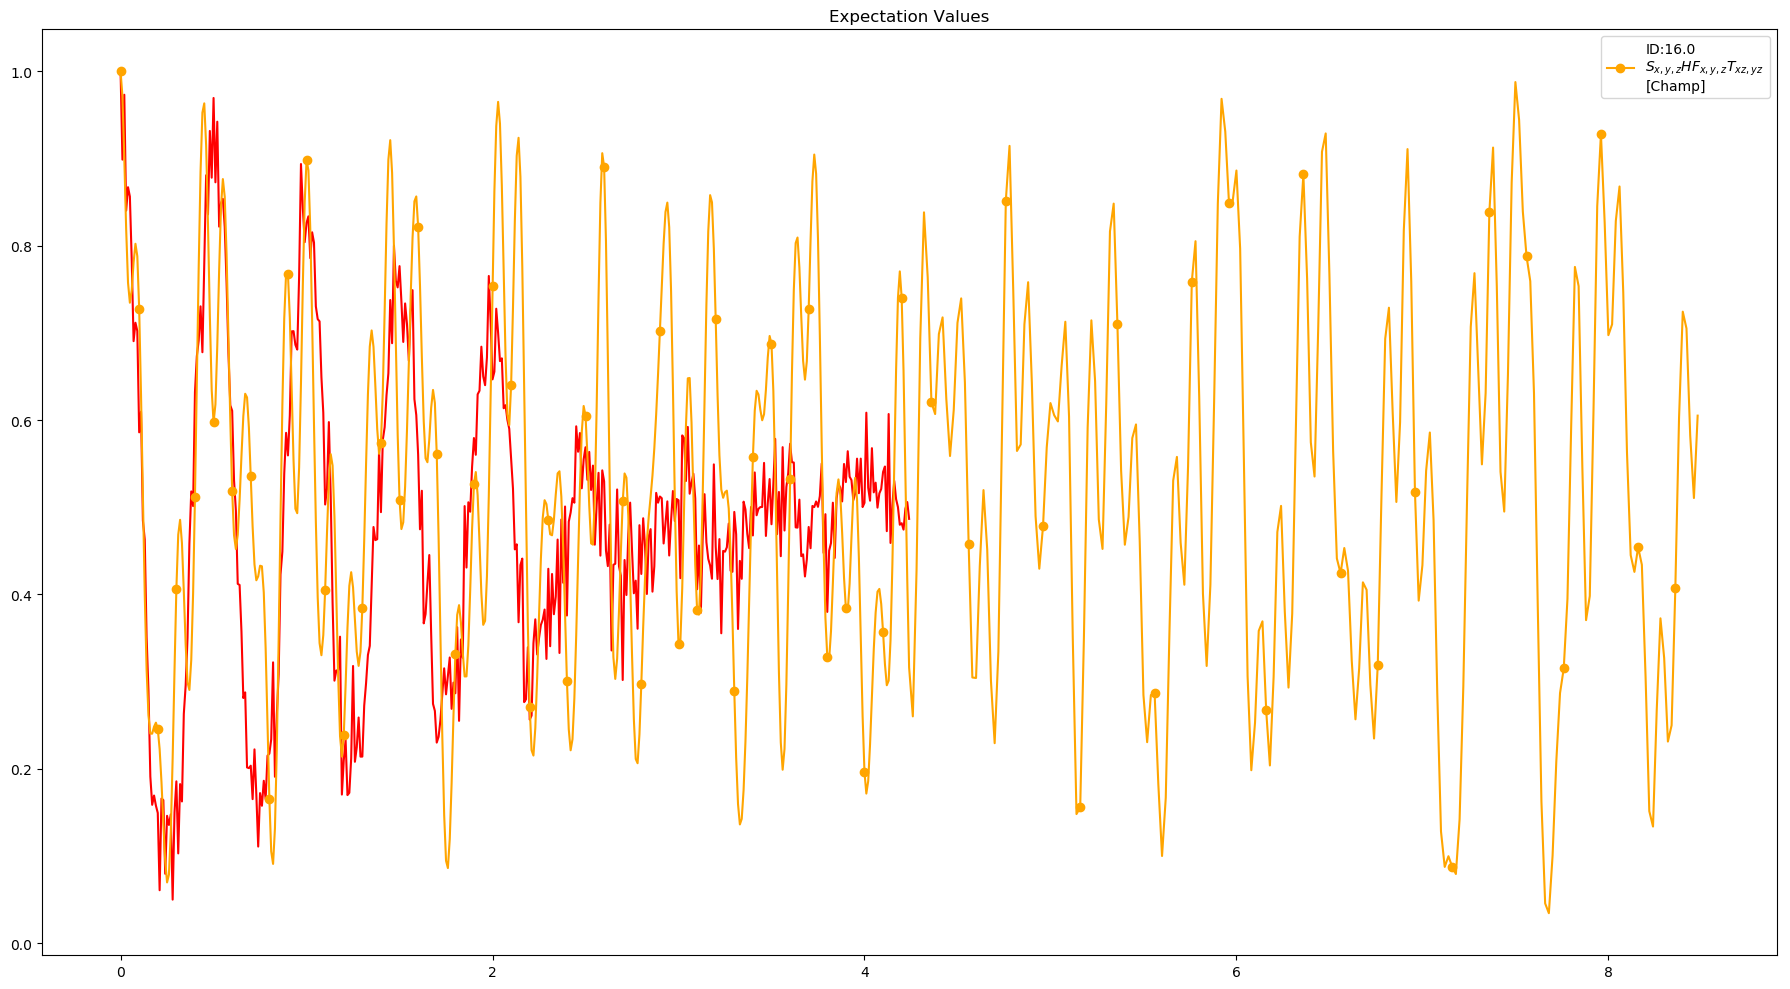 Expectation Values
ID:16.0
S_{x,y,z}HF_{x,y,z}T_{xz,yz}
[Champ]
1.0
0.8
0.6
0.4
0.2
0.0
0 2 4 6 8